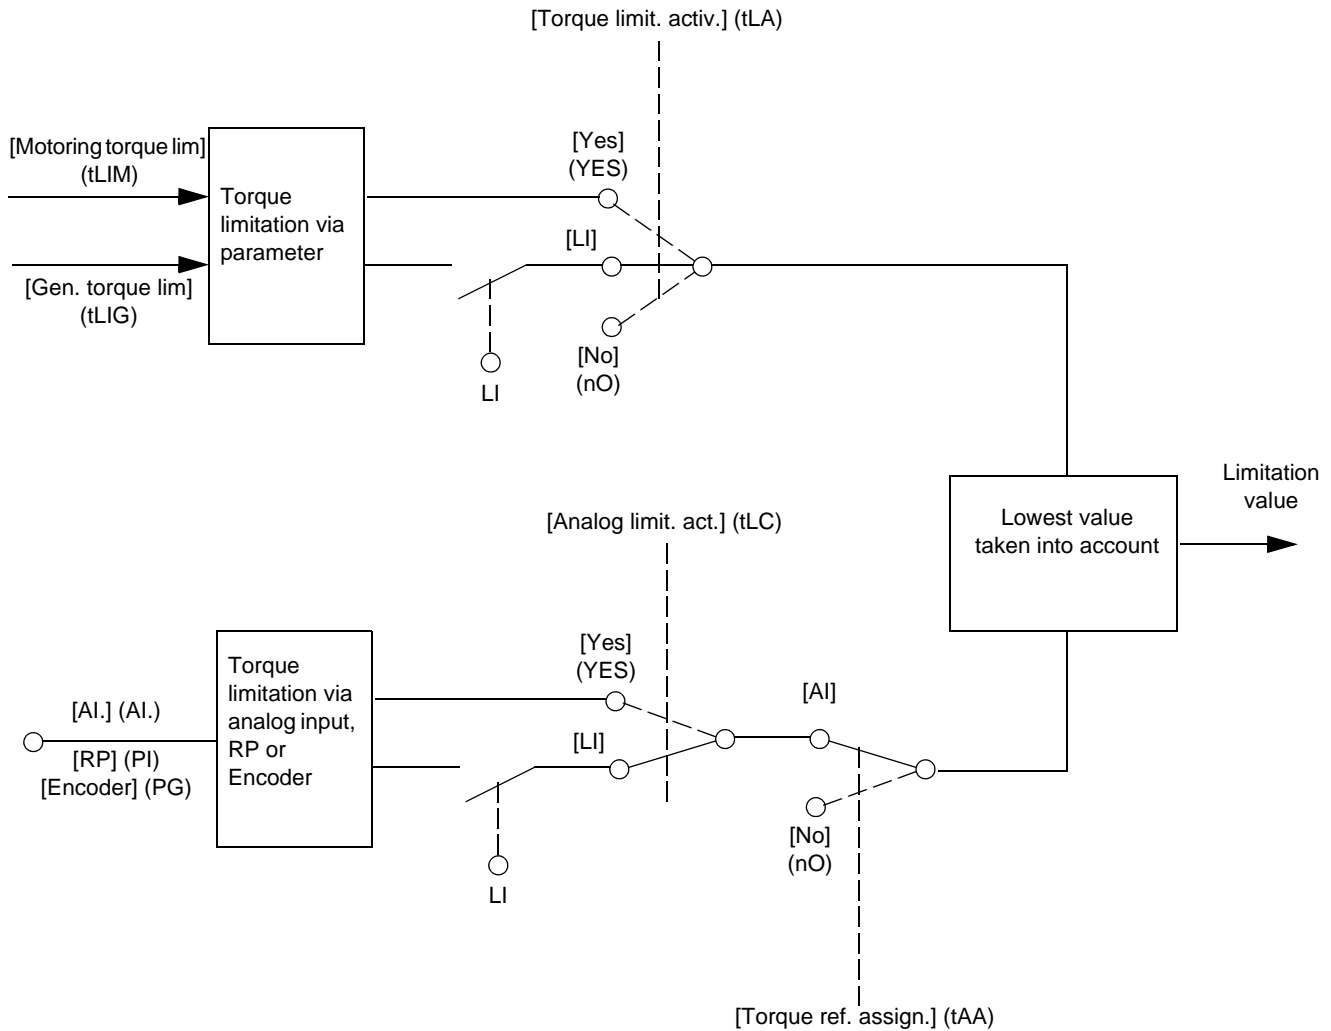 [Torque limit. activ.] (tLA)
[Motoring torque lim]
(tLIM)
[Gen. torque lim]
(tLIG)
Torque
limitation via
parameter
[Yes]
(YES)
[LI]
[No]
(nO)
LI
Lowest value
taken into account
Limitation
value
[Analog limit. act.] (tLC)
[AI.] (AI.)
[RP] (PI)
[Encoder] (PG)
Torque
limitation via
analog input,
RP or
Encoder
[Yes]
(YES)
[LI]
LI
[AI]
[No]
(nO)
[Torque ref. assign.] (tAA)